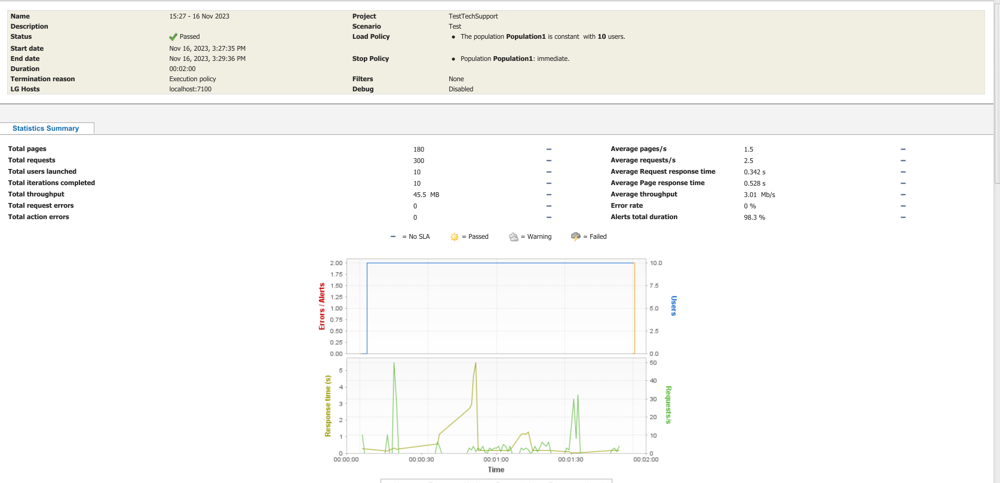 Name 15:27 - 16 Nov 2023 Project TestTechSupport
Description Scenario Test
Status Passed Load Policy • The population Population1 is constant with 10 users.
Start date Nov 16, 2023, 3:27:35 PM
End date Nov 16, 2023, 3:29:36 PM Stop Policy • Population Population1: immediate.
Duration 00:02:00
Termination reason Execution policy Filters None
LG Hosts localhost:7100 Debug Disabled
Statistics Summary
Total pages 180 – Average pages/s 1.5 –
Total requests 300 – Average requests/s 2.5 –
Total users launched 10 – Average Request response time 0.342 s –
Total iterations completed 10 – Average Page response time 0.528 s –
Total throughput 45.5 MB – Average throughput 3.01 Mb/s –
Total request errors 0 – Error rate 0 % –
Total action errors 0 – Alerts total duration 98.3 % –
– = No SLA = Passed = Warning = Failed
Errors / Alerts
2.00
1.75
1.50
1.25
1.00
0.75
0.50
0.25
0.00
10.0
7.5
5.0
2.5
0.0
Users
Response time (s)
5
4
3
2
1
0
50
40
30
20
10
0
Requests/s
00:00:00 00:00:30 00:01:00 00:01:30 00:02:00
Time